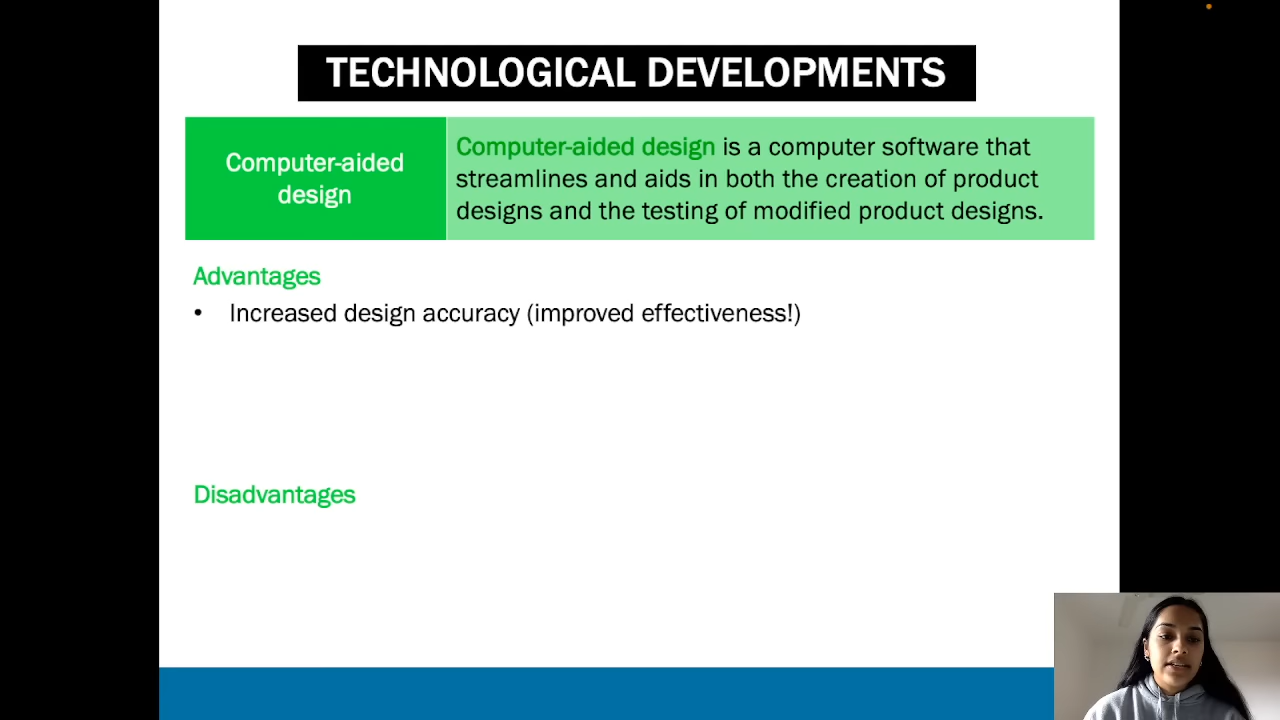 TECHNOLOGICAL DEVELOPMENTS
Computer-aided
design
Computer-aided design is a computer software that
streamlines and aids in both the creation of product
designs and the testing of modified product designs.
Advantages
• Increased design accuracy (improved effectiveness!)
Disadvantages